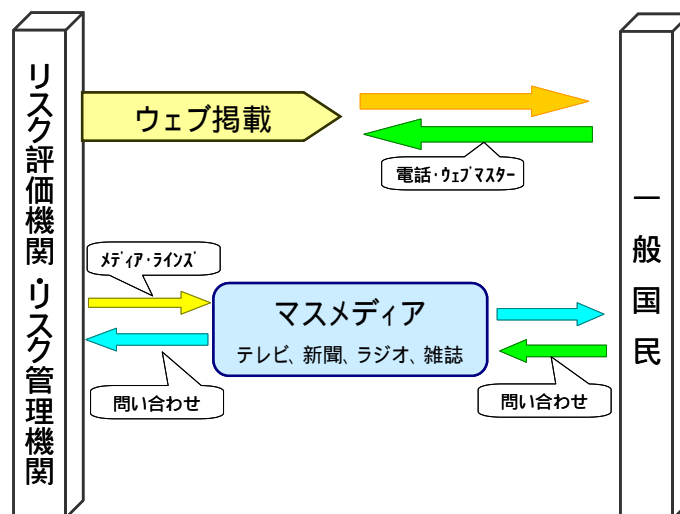 リスク評価機関・リスク管理機関
ウェブ掲載
電話・ウェブマスター
メディア・ラインズ
マスメディア
テレビ、新聞、ラジオ、雑誌
問い合わせ
問い合わせ
一般国民